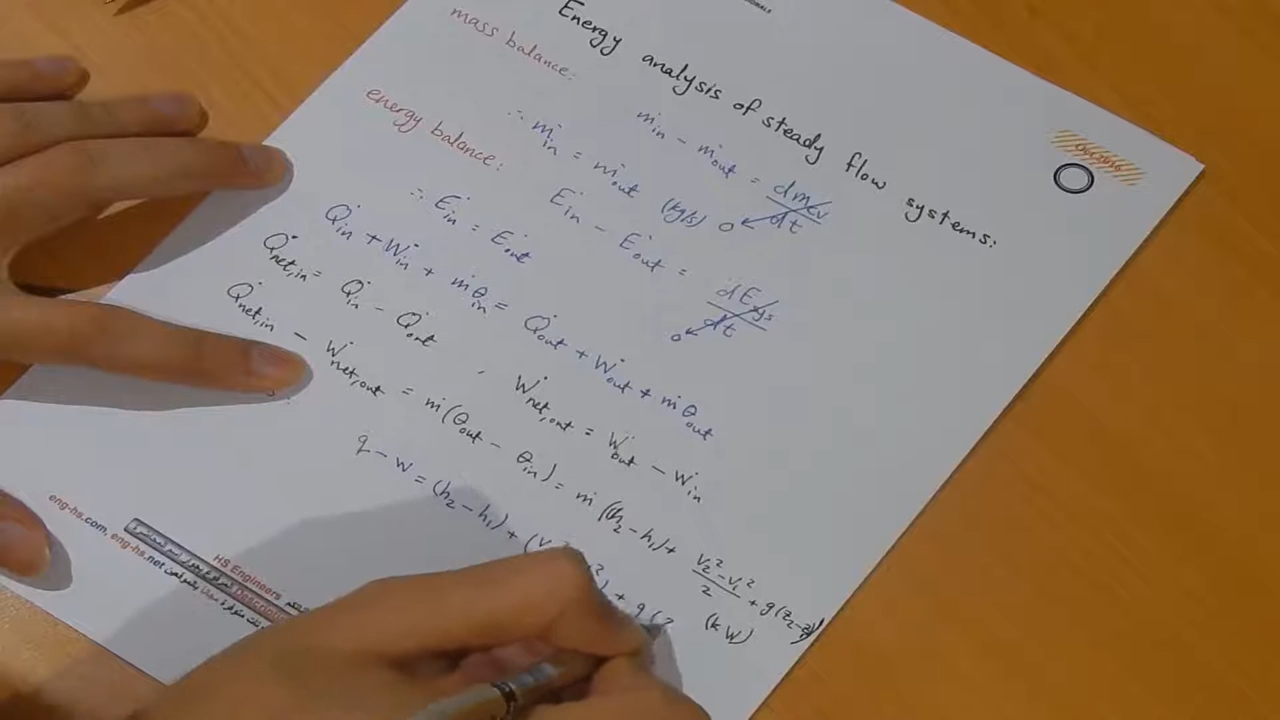 Energy analysis of steady flow systems:
mass balance:
ṁin − ṁout = dmcv/dt → 0
∴ ṁin = ṁout (kg/s)
energy balance:
Ėin − Ėout = dEsys/dt → 0
∴ Ėin = Ėout
Q̇in + Ẇin + ṁθin = Q̇out + Ẇout + ṁθout
Q̇net,in = Q̇in − Q̇out , Ẇnet,out = Ẇout − Ẇin
Q̇net,in − Ẇnet,out = ṁ(θout − θin) = ṁ((h2 − h1) + (V2² − V1²)/2 + g(z2 − z1)) (kW)
q − w = (h2 − h1) + (V + g(z
HS Engineers
eng-hs.com, eng-hs.net